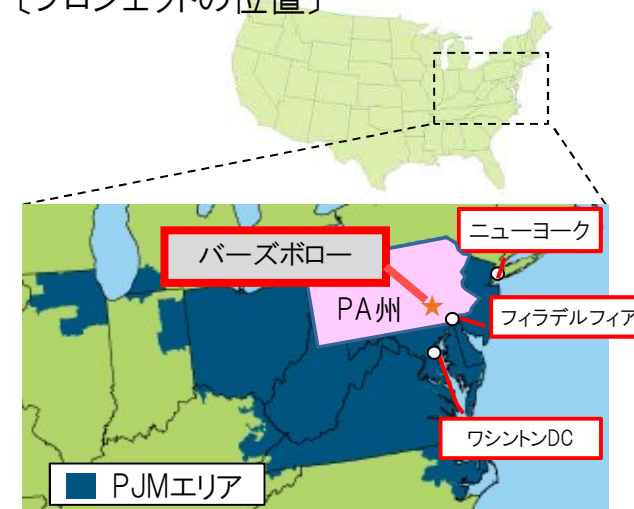 〔プロジェクトの位置〕
ニューヨーク
バーズボロー
PA州
フィラデルフィア
ワシントンDC
PJMエリア